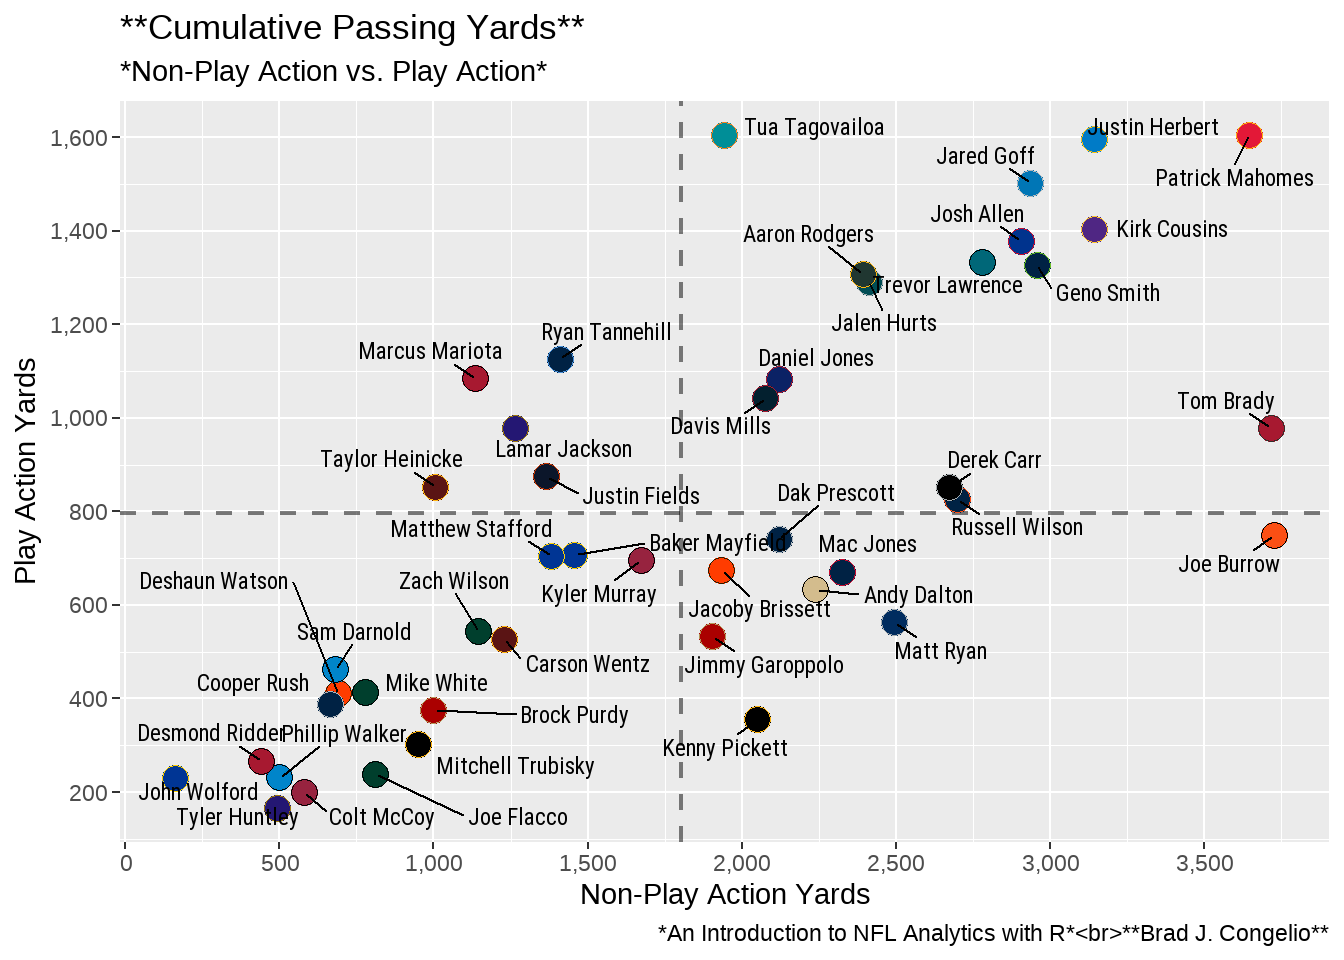 **Cumulative Passing Yards**
*Non-Play Action vs. Play Action*
Play Action Yards
1,600
1,400
1,200
1,000
800
600
400
200
Tua Tagovailoa
Justin Herbert
Jared Goff
Patrick Mahomes
Josh Allen
Kirk Cousins
Aaron Rodgers
Trevor Lawrence
Geno Smith
Jalen Hurts
Ryan Tannehill
Marcus Mariota
Daniel Jones
Tom Brady
Davis Mills
Lamar Jackson
Taylor Heinicke
Derek Carr
Justin Fields
Dak Prescott
Matthew Stafford
Russell Wilson
Baker Mayfield
Mac Jones
Joe Burrow
Deshaun Watson
Zach Wilson
Kyler Murray
Andy Dalton
Jacoby Brissett
Sam Darnold
Matt Ryan
Carson Wentz
Jimmy Garoppolo
Cooper Rush
Mike White
Brock Purdy
Desmond Ridder
Phillip Walker
Kenny Pickett
Mitchell Trubisky
John Wolford
Tyler Huntley
Colt McCoy
Joe Flacco
0
500
1,000
1,500
2,000
2,500
3,000
3,500
Non-Play Action Yards
*An Introduction to NFL Analytics with R*<br>**Brad J. Congelio**